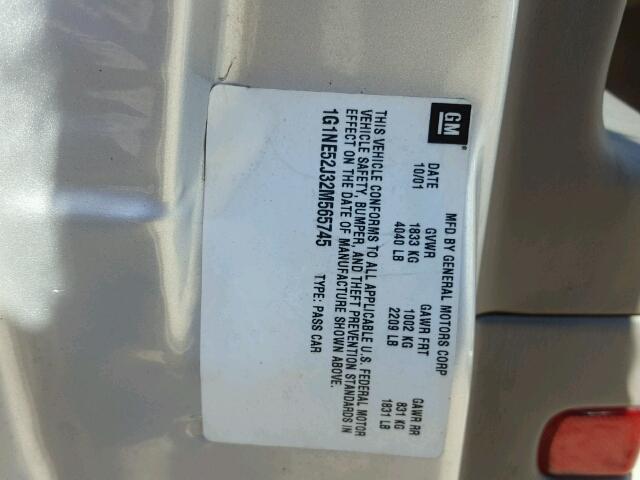 GM
MFD BY GENERAL MOTORS CORP
DATE GVWR GAWR FRT GAWR RR
10/01 1833 KG 1002 KG 831 KG
4040 LB 2209 LB 1831 LB
THIS VEHICLE CONFORMS TO ALL APPLICABLE U.S. FEDERAL MOTOR
VEHICLE SAFETY, BUMPER, AND THEFT PREVENTION STANDARDS IN
EFFECT ON THE DATE OF MANUFACTURE SHOWN ABOVE.
1G1NE52J32M565745 TYPE: PASS CAR